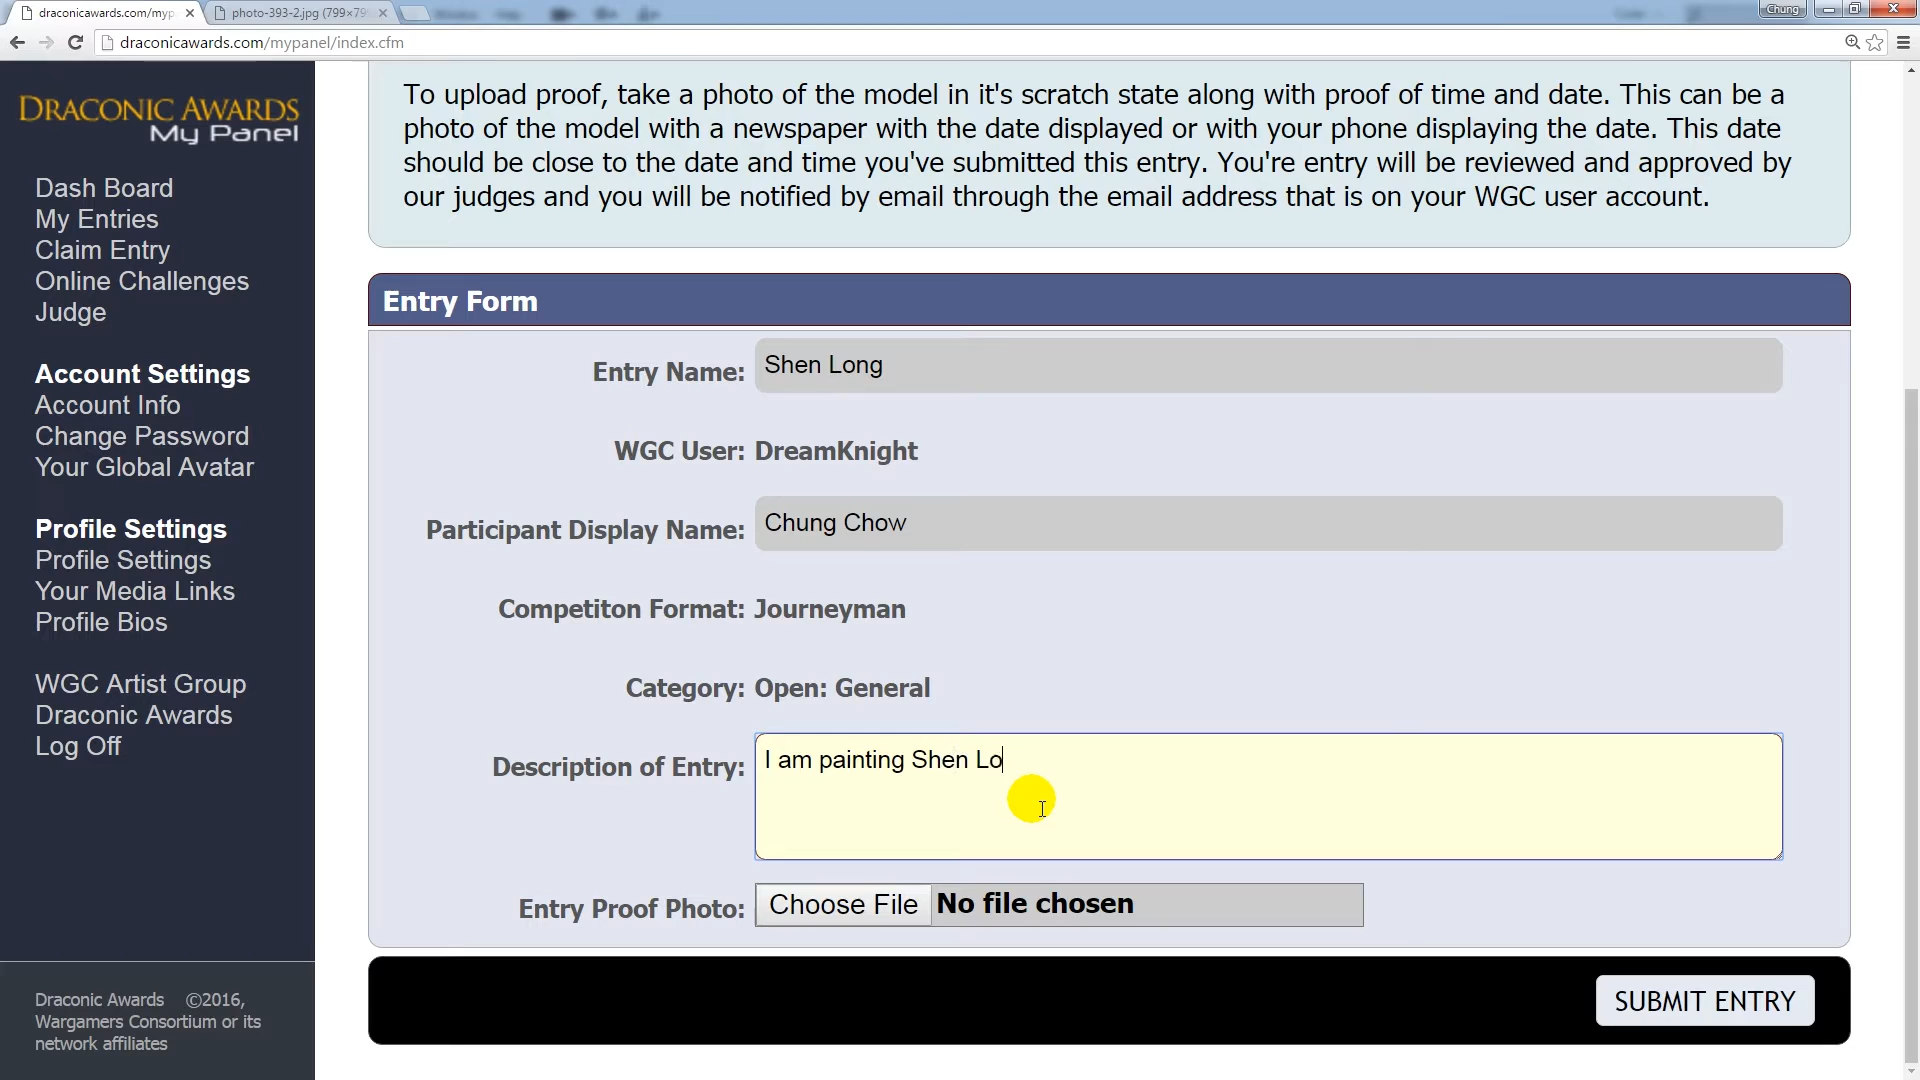 draconicawards.com/myp
photo-393-2.jpg (799×79
Chung
draconicawards.com/mypanel/index.cfm
DRACONIC AWARDS
My Panel
Dash Board
My Entries
Claim Entry
Online Challenges
Judge
Account Settings
Account Info
Change Password
Your Global Avatar
Profile Settings
Profile Settings
Your Media Links
Profile Bios
WGC Artist Group
Draconic Awards
Log Off
Draconic Awards ©2016,
Wargamers Consortium or its
network affiliates
To upload proof, take a photo of the model in it's scratch state along with proof of time and date. This can be a
photo of the model with a newspaper with the date displayed or with your phone displaying the date. This date
should be close to the date and time you've submitted this entry. You're entry will be reviewed and approved by
our judges and you will be notified by email through the email address that is on your WGC user account.
Entry Form
Entry Name: Shen Long
WGC User: DreamKnight
Participant Display Name: Chung Chow
Competiton Format: Journeyman
Category: Open: General
Description of Entry: I am painting Shen Lo
Entry Proof Photo: Choose File No file chosen
SUBMIT ENTRY